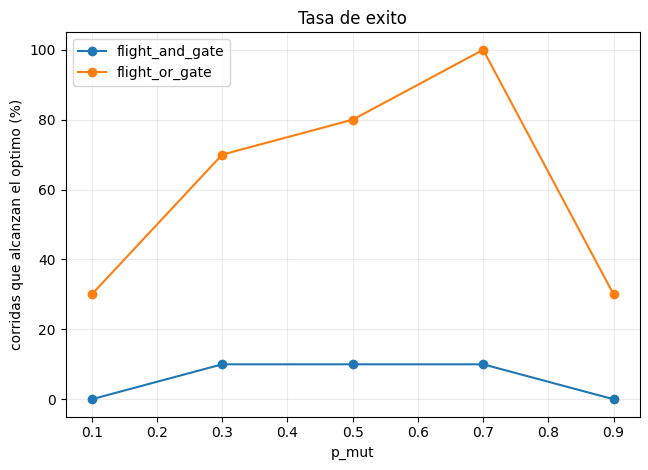 Tasa de exito
flight_and_gate
flight_or_gate
corridas que alcanzan el optimo (%)
100
80
60
40
20
0
0.1 0.2 0.3 0.4 0.5 0.6 0.7 0.8 0.9
p_mut